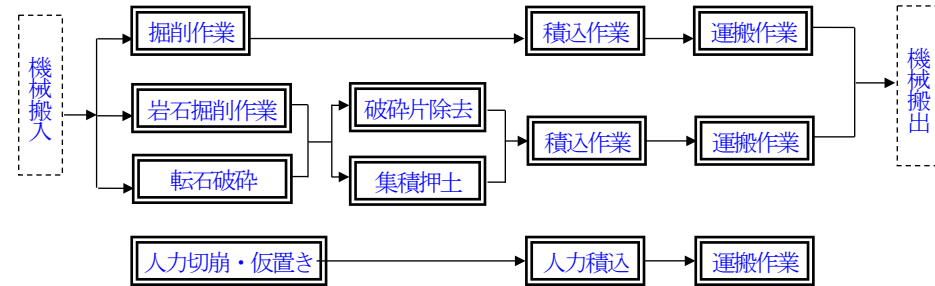 機械搬入
掘削作業
積込作業
運搬作業
機械搬出
岩石掘削作業
破砕片除去
積込作業
運搬作業
転石破砕
集積押土
人力切崩・仮置き
人力積込
運搬作業